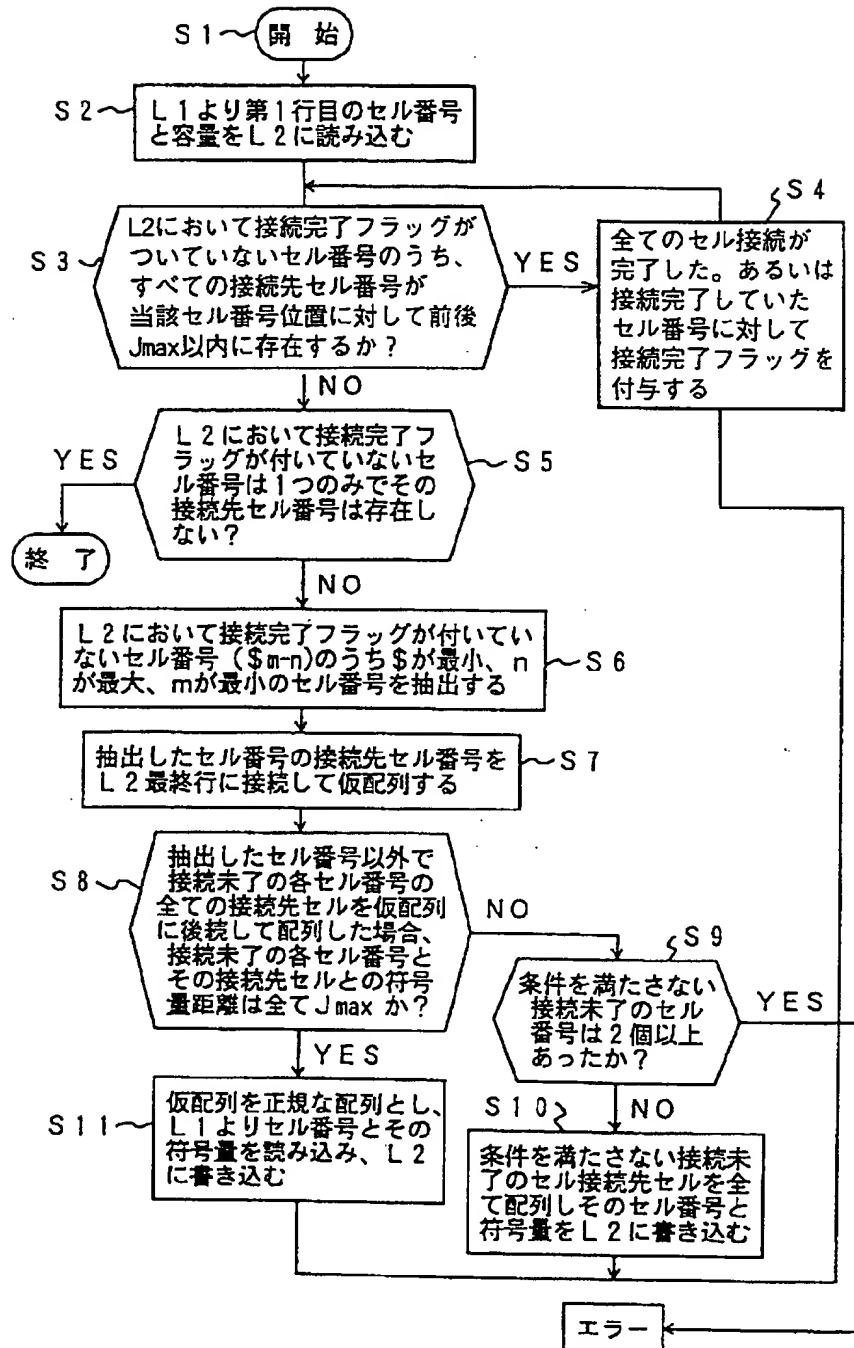 S1
開 始
S2
L1より第1行目のセル番号
と容量をL2に読み込む
S3
L2において接続完了フラッグが
ついていないセル番号のうち、
すべての接続先セル番号が
当該セル番号位置に対して前後
Jmax以内に存在するか?
YES
S4
全てのセル接続が
完了した。あるいは
接続完了していた
セル番号に対して
接続完了フラッグを
付与する
NO
YES
L2において接続完了フ
ラッグが付いていないセ
ル番号は1つのみでその
接続先セル番号は存在し
ない?
S5
終 了
NO
L2において接続完了フラッグが付いてい
ないセル番号($m-n)のうち$が最小、n
が最大、mが最小のセル番号を抽出する
S6
抽出したセル番号の接続先セル番号を
L2最終行に接続して仮配列する
S7
S8
抽出したセル番号以外で
接続未了の各セル番号の
全ての接続先セルを仮配列
に後続して配列した場合、
接続未了の各セル番号と
その接続先セルとの符号
量距離は全てJmaxか?
NO
S9
条件を満たさない
接続未了のセル
番号は2個以上
あったか?
YES
YES
S11
仮配列を正規な配列とし、
L1よりセル番号とその
符号量を読み込み、L2
に書き込む
S10
NO
条件を満たさない接続未
了のセル接続先セルを全
て配列しそのセル番号と
符号量をL2に書き込む
エラー